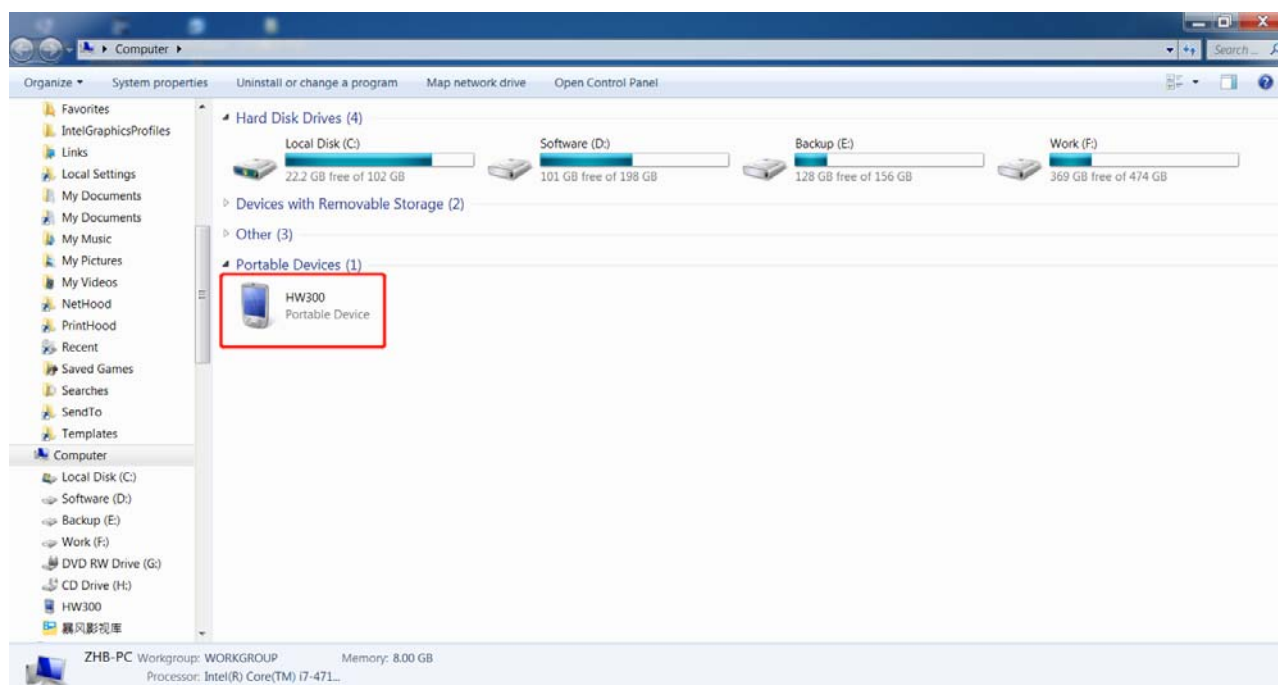 Computer
Search ...
Organize
System properties
Uninstall or change a program
Map network drive
Open Control Panel
Favorites
IntelGraphicsProfiles
Links
Local Settings
My Documents
My Documents
My Music
My Pictures
My Videos
NetHood
PrintHood
Recent
Saved Games
Searches
SendTo
Templates
Computer
Local Disk (C:)
Software (D:)
Backup (E:)
Work (F:)
DVD RW Drive (G:)
CD Drive (H:)
HW300
暴风影视库
Hard Disk Drives (4)
Local Disk (C:)
22.2 GB free of 102 GB
Software (D:)
101 GB free of 198 GB
Backup (E:)
128 GB free of 156 GB
Work (F:)
369 GB free of 474 GB
Devices with Removable Storage (2)
Other (3)
Portable Devices (1)
HW300
Portable Device
ZHB-PC Workgroup: WORKGROUP Memory: 8.00 GB
Processor: Intel(R) Core(TM) i7-471...